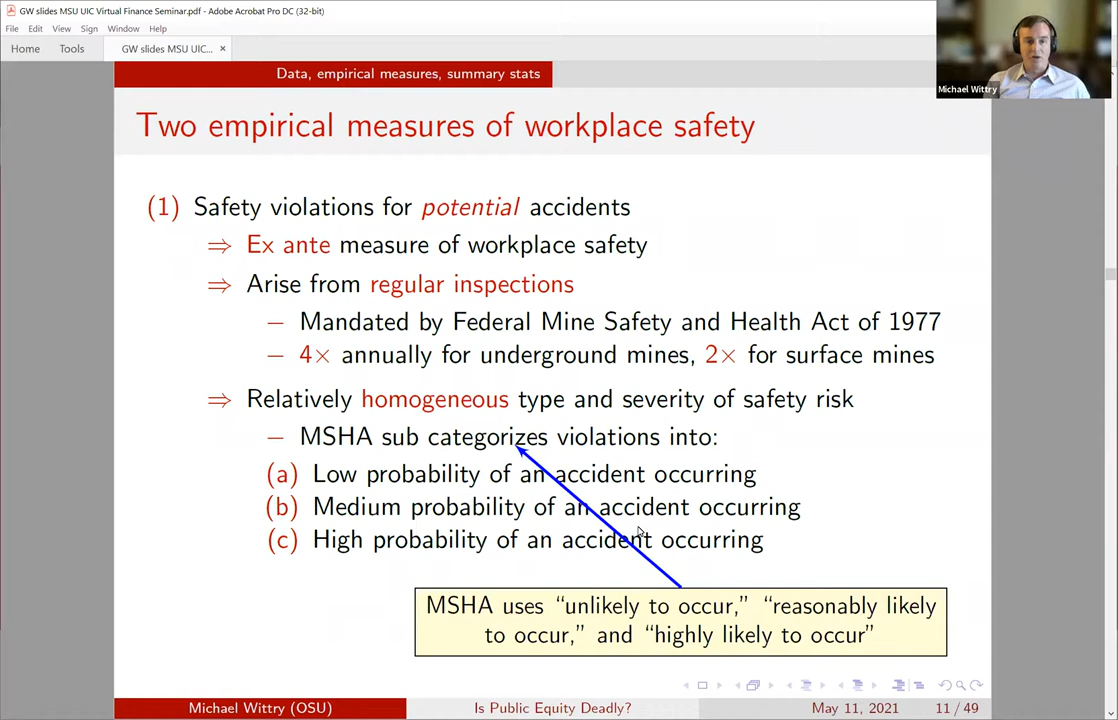 GW slides MSU UIC Virtual Finance Seminar.pdf - Adobe Acrobat Pro DC (32-bit)
File Edit View Sign Window Help
Home Tools GW slides MSU UIC... ×
Michael Wittry
Data, empirical measures, summary stats
Two empirical measures of workplace safety
(1) Safety violations for potential accidents
⇒ Ex ante measure of workplace safety
⇒ Arise from regular inspections
– Mandated by Federal Mine Safety and Health Act of 1977
– 4× annually for underground mines, 2× for surface mines
⇒ Relatively homogeneous type and severity of safety risk
– MSHA sub categorizes violations into:
(a) Low probability of an accident occurring
(b) Medium probability of an accident occurring
(c) High probability of an accident occurring
MSHA uses “unlikely to occur,” “reasonably likely
to occur,” and “highly likely to occur”
Michael Wittry (OSU) Is Public Equity Deadly? May 11, 2021 11 / 49